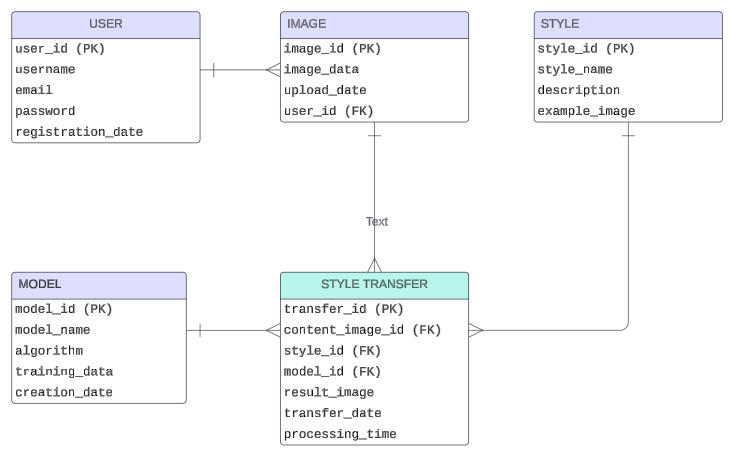 USER
user_id (PK)
username
email
password
registration_date
IMAGE
image_id (PK)
image_data
upload_date
user_id (FK)
STYLE
style_id (PK)
style_name
description
example_image
Text
MODEL
model_id (PK)
model_name
algorithm
training_data
creation_date
STYLE TRANSFER
transfer_id (PK)
content_image_id (FK)
style_id (FK)
model_id (FK)
result_image
transfer_date
processing_time